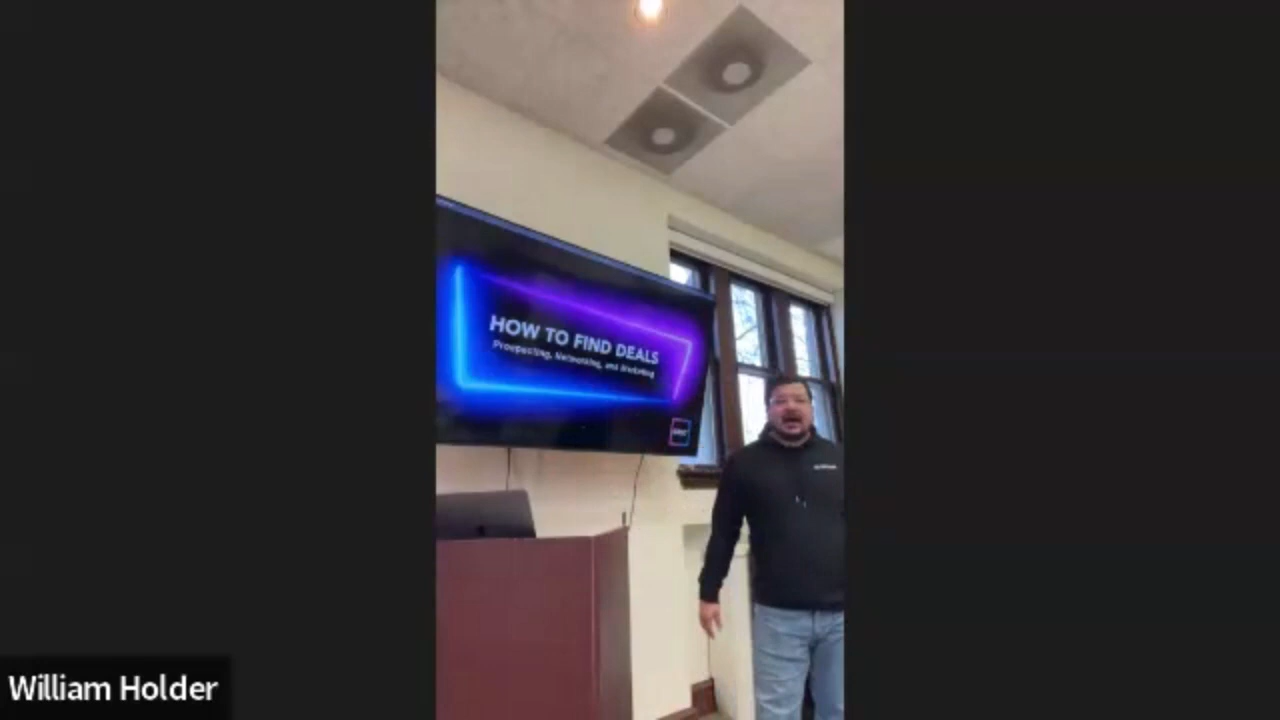 HOW TO FIND DEALS
Prospecting, Networking, and Marketing
William Holder